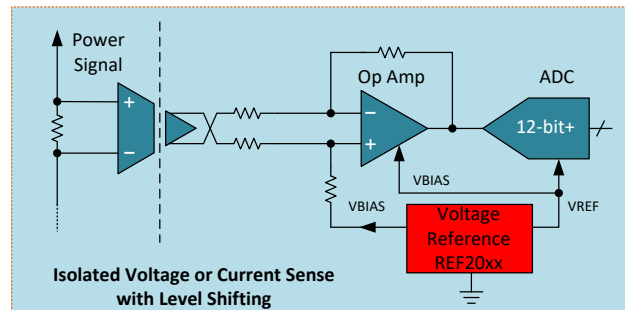 Power
Signal
+
−
Op Amp
−
+
ADC
12-bit+
VBIAS
VBIAS
VREF
Voltage
Reference
REF20xx
Isolated Voltage or Current Sense
with Level Shifting